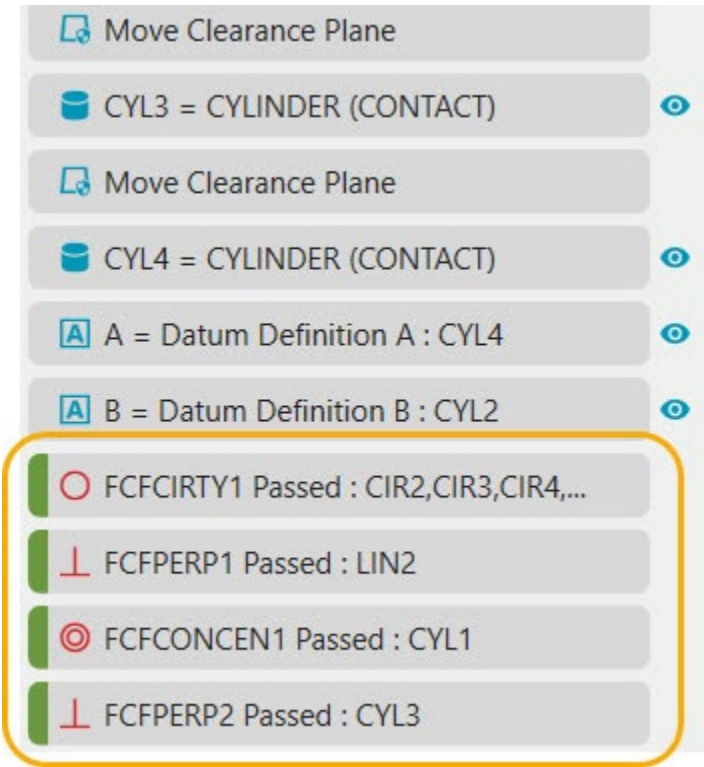 Move Clearance Plane
CYL3 = CYLINDER (CONTACT)
Move Clearance Plane
CYL4 = CYLINDER (CONTACT)
A A = Datum Definition A : CYL4
A B = Datum Definition B : CYL2
FCFCIRTY1 Passed : CIR2,CIR3,CIR4,...
FCFPERP1 Passed : LIN2
FCFCONCEN1 Passed : CYL1
FCFPERP2 Passed : CYL3